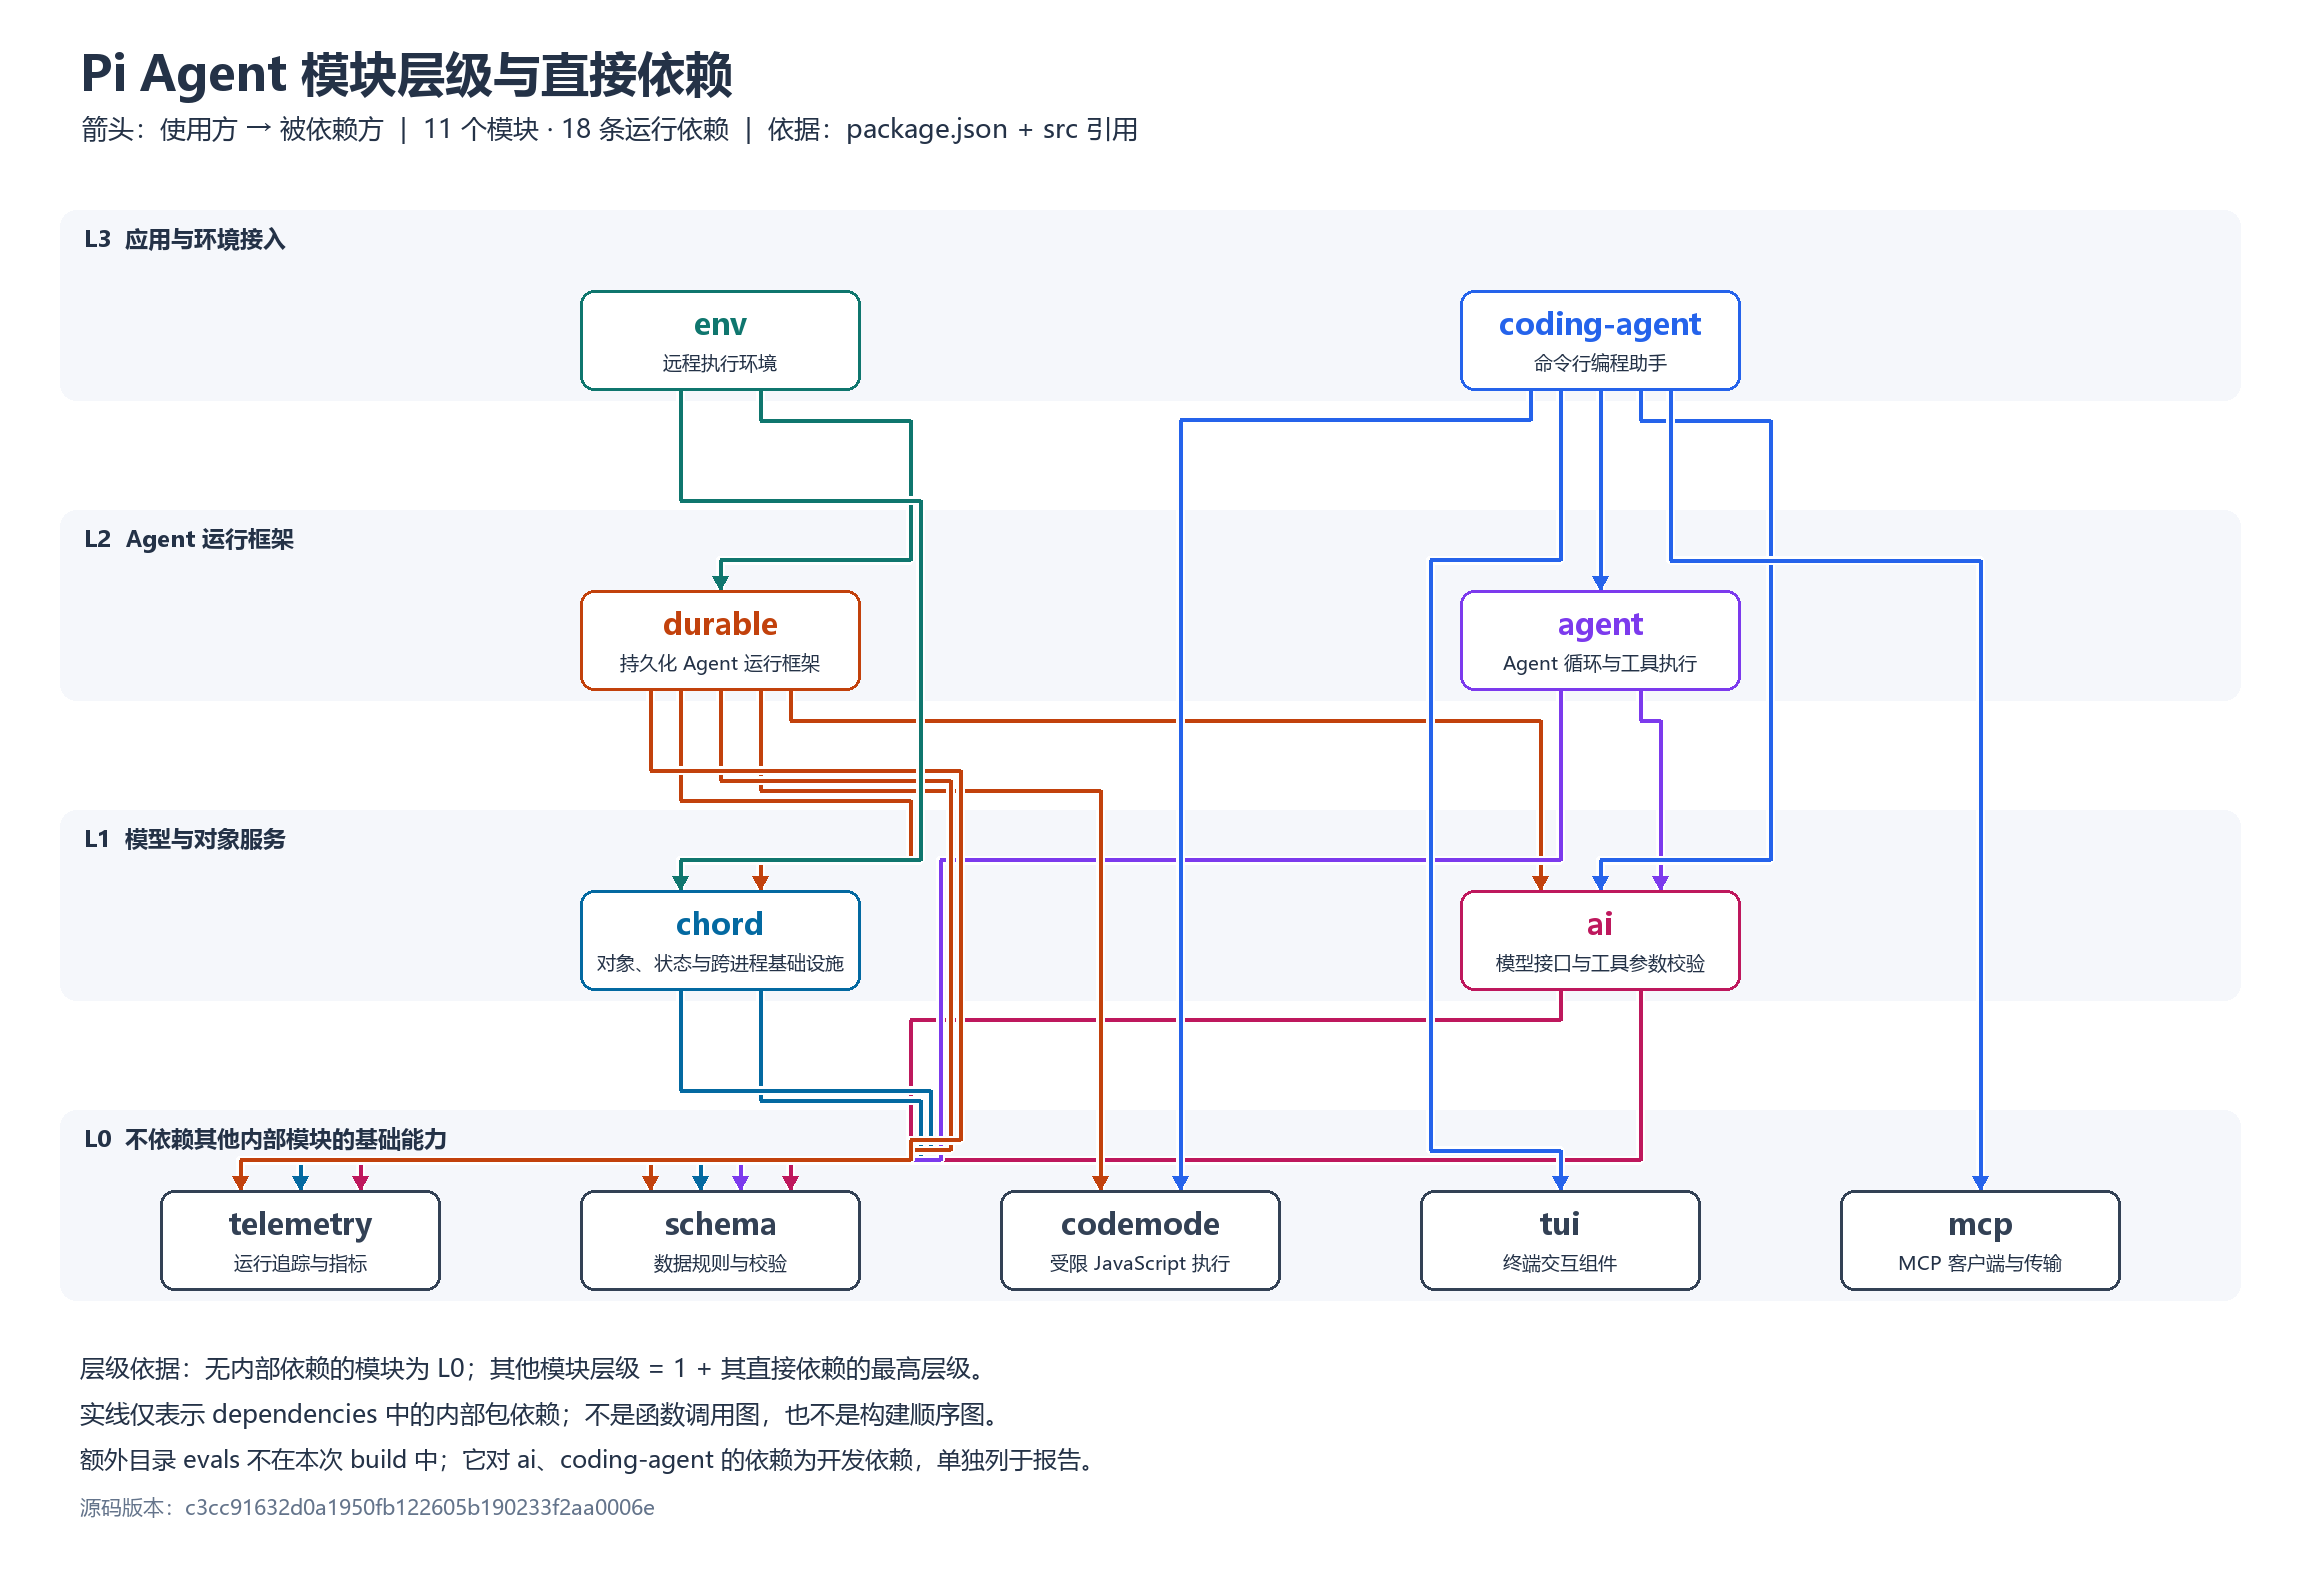 Pi Agent 模块层级与直接依赖
箭头：使用方 → 被依赖方 | 11 个模块 · 18 条运行依赖 | 依据：package.json + src 引用
L3 应用与环境接入
env
远程执行环境
coding-agent
命令行编程助手
L2 Agent 运行框架
durable
持久化 Agent 运行框架
agent
Agent 循环与工具执行
L1 模型与对象服务
chord
对象、状态与跨进程基础设施
ai
模型接口与工具参数校验
L0 不依赖其他内部模块的基础能力
telemetry
运行追踪与指标
schema
数据规则与校验
codemode
受限 JavaScript 执行
tui
终端交互组件
mcp
MCP 客户端与传输
层级依据：无内部依赖的模块为 L0；其他模块层级 = 1 + 其直接依赖的最高层级。
实线仅表示 dependencies 中的内部包依赖；不是函数调用图，也不是构建顺序图。
额外目录 evals 不在本次 build 中；它对 ai、coding-agent 的依赖为开发依赖，单独列于报告。
源码版本：c3cc91632d0a1950fb122605b190233f2aa0006e